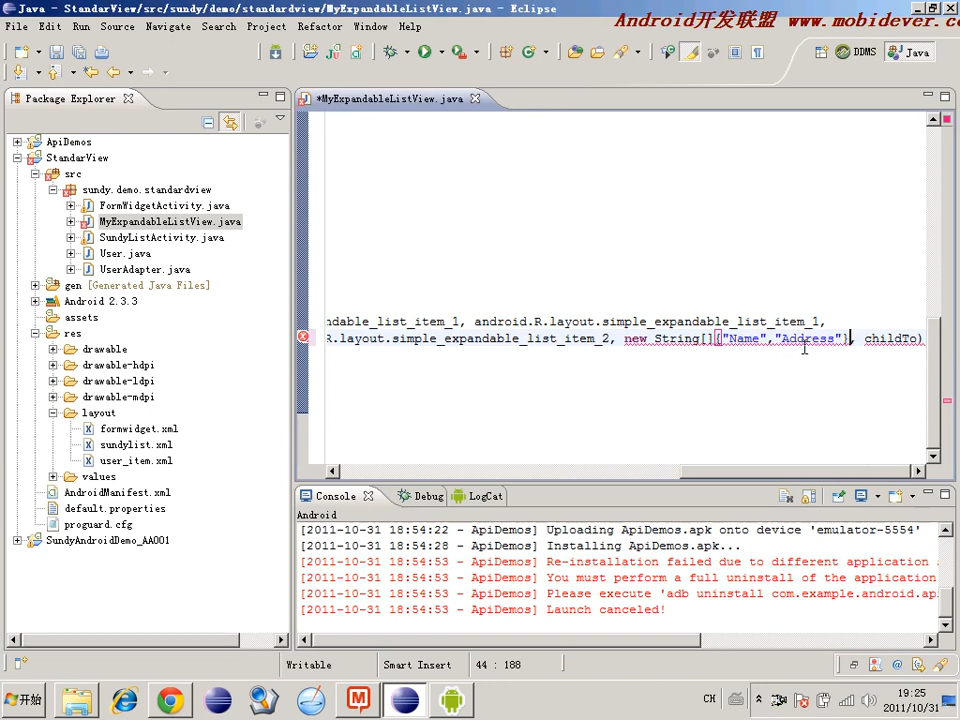 Java - StandarView/src/sundy/demo/standardview/MyExpandableListView.java - Eclipse
Android开发联盟 www.mobidever.com
File Edit Run Source Navigate Search Project Refactor Window Help
DDMS Java
Package Explorer
*MyExpandableListView.java
ApiDemos
StandarView
src
sundy.demo.standardview
FormWidgetActivity.java
MyExpandableListView.java
SundyListActivity.java
User.java
UserAdapter.java
gen [Generated Java Files]
Android 2.3.3
assets
res
drawable
drawable-hdpi
drawable-ldpi
drawable-mdpi
layout
formwidget.xml
sundylist.xml
user_item.xml
values
AndroidManifest.xml
default.properties
proguard.cfg
SundyAndroidDemo_AA001
ndable_list_item_1, android.R.layout.simple_expandable_list_item_1,
R.layout.simple_expandable_list_item_2, new String[]{"Name","Address"}, childTo)
Console Debug LogCat
Android
[2011-10-31 18:54:22 - ApiDemos] Uploading ApiDemos.apk onto device 'emulator-5554'
[2011-10-31 18:54:28 - ApiDemos] Installing ApiDemos.apk...
[2011-10-31 18:54:53 - ApiDemos] Re-installation failed due to different application
[2011-10-31 18:54:53 - ApiDemos] You must perform a full uninstall of the application
[2011-10-31 18:54:53 - ApiDemos] Please execute 'adb uninstall com.example.android.ap
[2011-10-31 18:54:53 - ApiDemos] Launch canceled!
Writable Smart Insert 44 : 188
开始
CH
19:25
2011/10/31